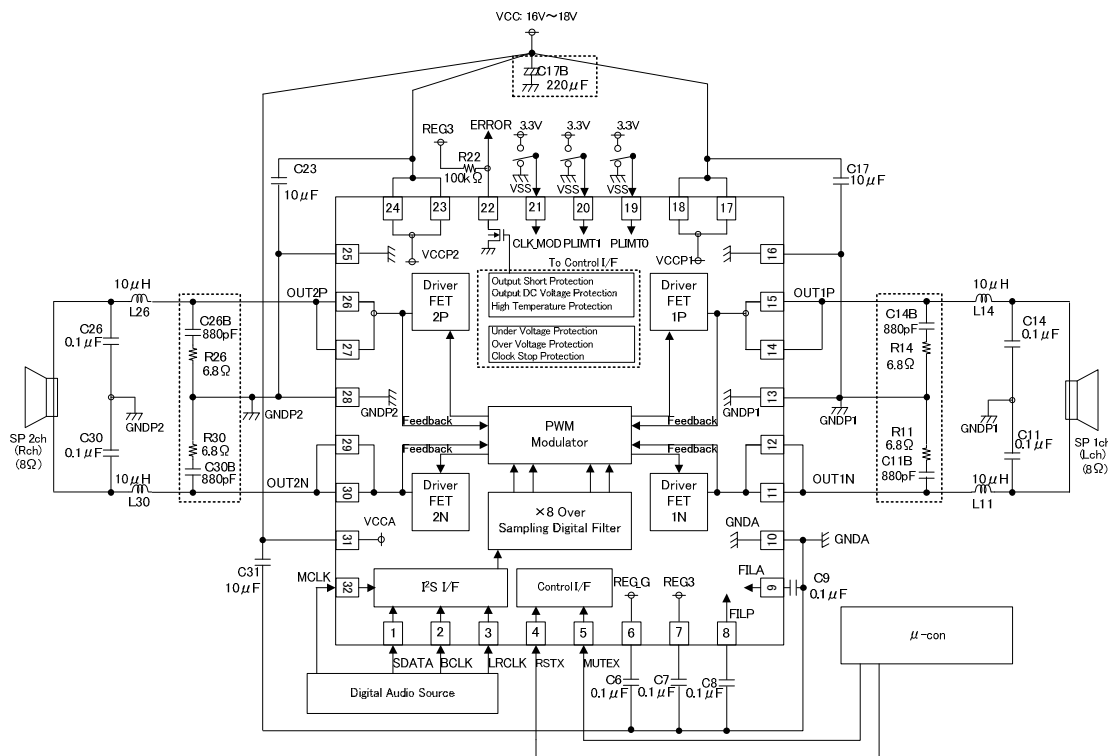 VCC: 16V～18V
C17B
220μF
ERROR
3.3V
3.3V
3.3V
REG3
R22
100kΩ
VSS
VSS
VSS
C23
10μF
C17
10μF
24
23
22
21
20
19
18
17
CLK_MOD
PLIMT1
PLIMT0
VCCP2
VCCP1
To Control I/F
25
16
Output Short Protection
Output DC Voltage Protection
High Temperature Protection
Under Voltage Protection
Over Voltage Protection
Clock Stop Protection
Driver
FET
2P
Driver
FET
1P
10μH
L26
OUT2P
26
27
15
14
OUT1P
10μH
L14
C26
0.1μF
C26B
880pF
R26
6.8Ω
C14B
880pF
R14
6.8Ω
C14
0.1μF
GNDP2
GNDP2
28
GNDP2
13
GNDP1
GNDP1
GNDP1
SP 2ch
(Rch)
(8Ω)
C30
0.1μF
R30
6.8Ω
C30B
880pF
Feedback
Feedback
PWM
Modulator
Feedback
Feedback
R11
6.8Ω
C11B
880pF
C11
0.1μF
SP 1ch
(Lch)
(8Ω)
29
30
12
11
10μH
L30
OUT2N
OUT1N
10μH
L11
Driver
FET
2N
Driver
FET
1N
×8 Over
Sampling Digital Filter
31
VCCA
10
GNDA
GNDA
C31
10μF
MCLK
32
I²S I/F
Control I/F
REG_G
REG3
FILA
9
C9
0.1μF
FILP
1
2
3
4
5
6
7
8
SDATA
BCLK
LRCLK
RSTX
MUTEX
C6
0.1μF
C7
0.1μF
C8
0.1μF
Digital Audio Source
μ-con